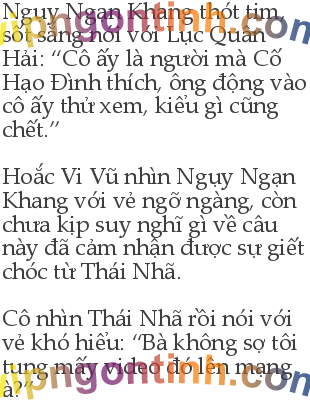 Ngụy Ngạn Khang thót tim,
sốt sắng nói với Lục Quân
Hải: “Cô ấy là người mà Cố
Hạo Đình thích, ông động vào
cô ấy thử xem, kiểu gì cũng
chết.”
Hoắc Vi Vũ nhìn Ngụy Ngạn
Khang với vẻ ngỡ ngàng, còn
chưa kịp suy nghĩ gì về câu
này đã cảm nhận được sự giết
chóc từ Thái Nhã.
Cô nhìn Thái Nhã rồi nói với
vẻ khó hiểu: “Bà không sợ tôi
tung mấy video đó lên mạng
à?”
vipngontinh.com
vipngontinh.com